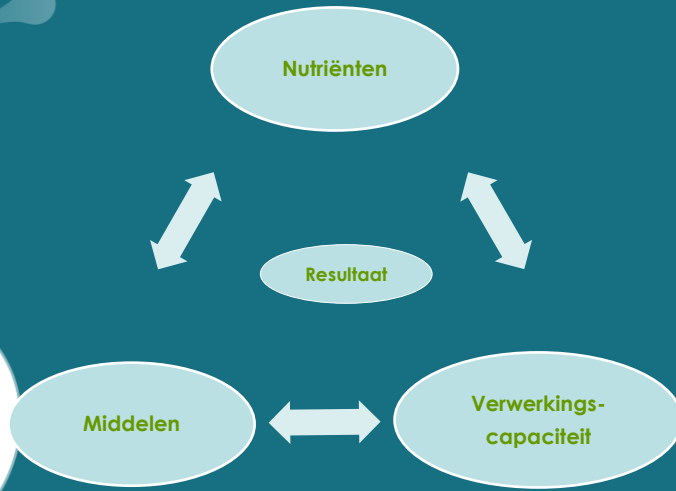 Nutriënten
Resultaat
Middelen
Verwerkings-
capaciteit